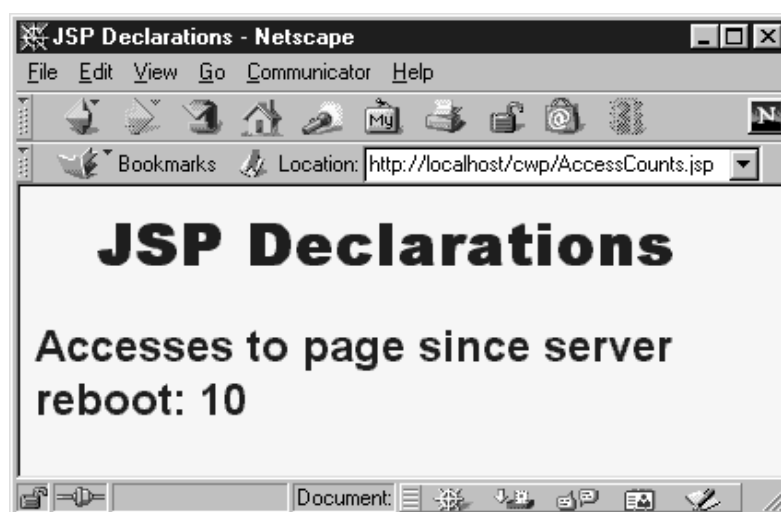 JSP Declarations - Netscape
File Edit View Go Communicator Help
My N
Bookmarks Location: http://localhost/cwp/AccessCounts.jsp
JSP Declarations
Accesses to page since server
reboot: 10
Document: